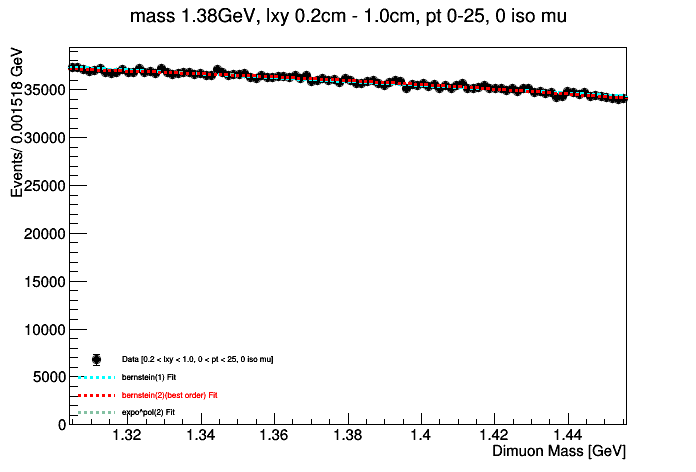 mass 1.38GeV, lxy 0.2cm - 1.0cm, pt 0-25, 0 iso mu
Events/ 0.001518 GeV
35000
30000
25000
20000
15000
10000
5000
0
Data [0.2 < lxy < 1.0, 0 < pt < 25, 0 iso mu]
bernstein(1) Fit
bernstein(2)(best order) Fit
expo^pol(2) Fit
1.32 1.34 1.36 1.38 1.4 1.42 1.44
Dimuon Mass [GeV]